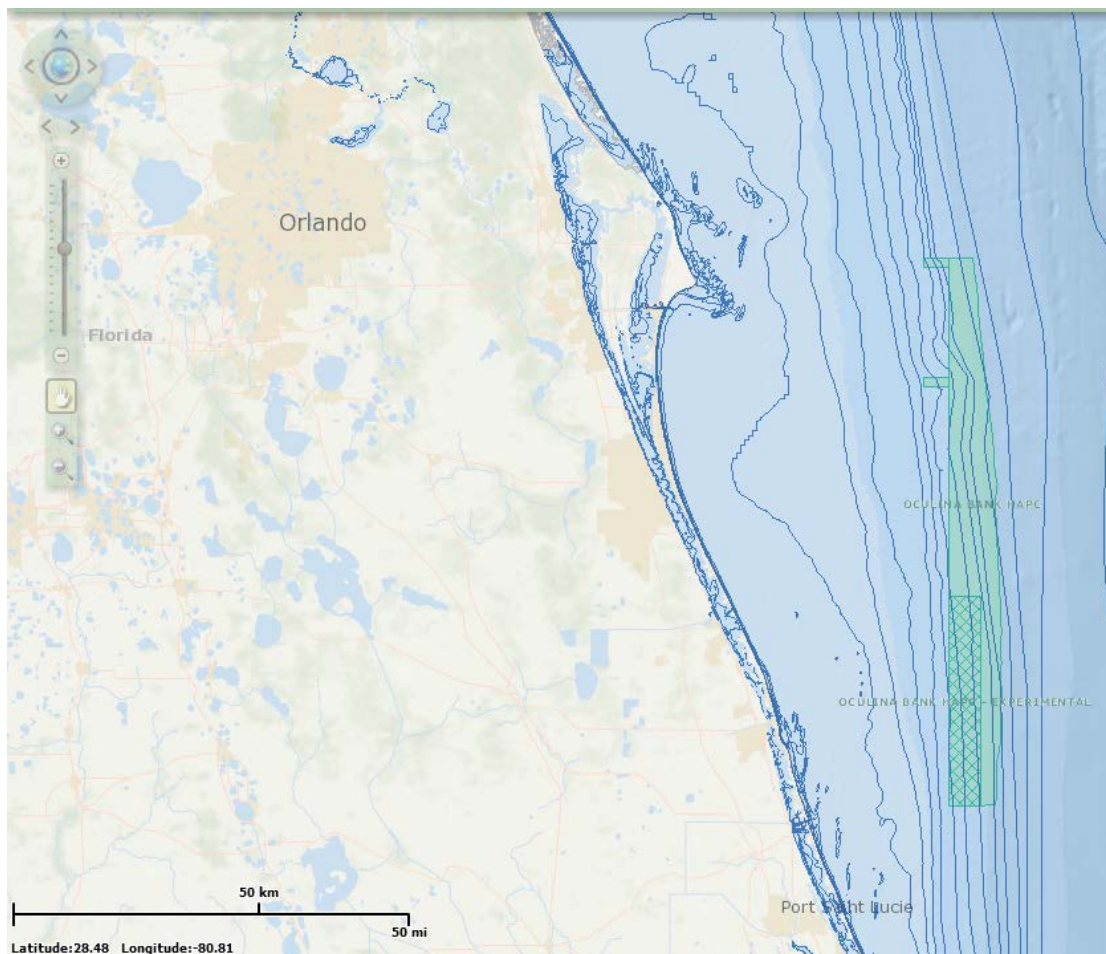 Orlando
Florida
OCULINA BANK HAPC
OCULINA BANK HAPC - EXPERIMENTAL
50 km
Port Saint Lucie
50 mi
Latitude:28.48 Longitude:-80.81